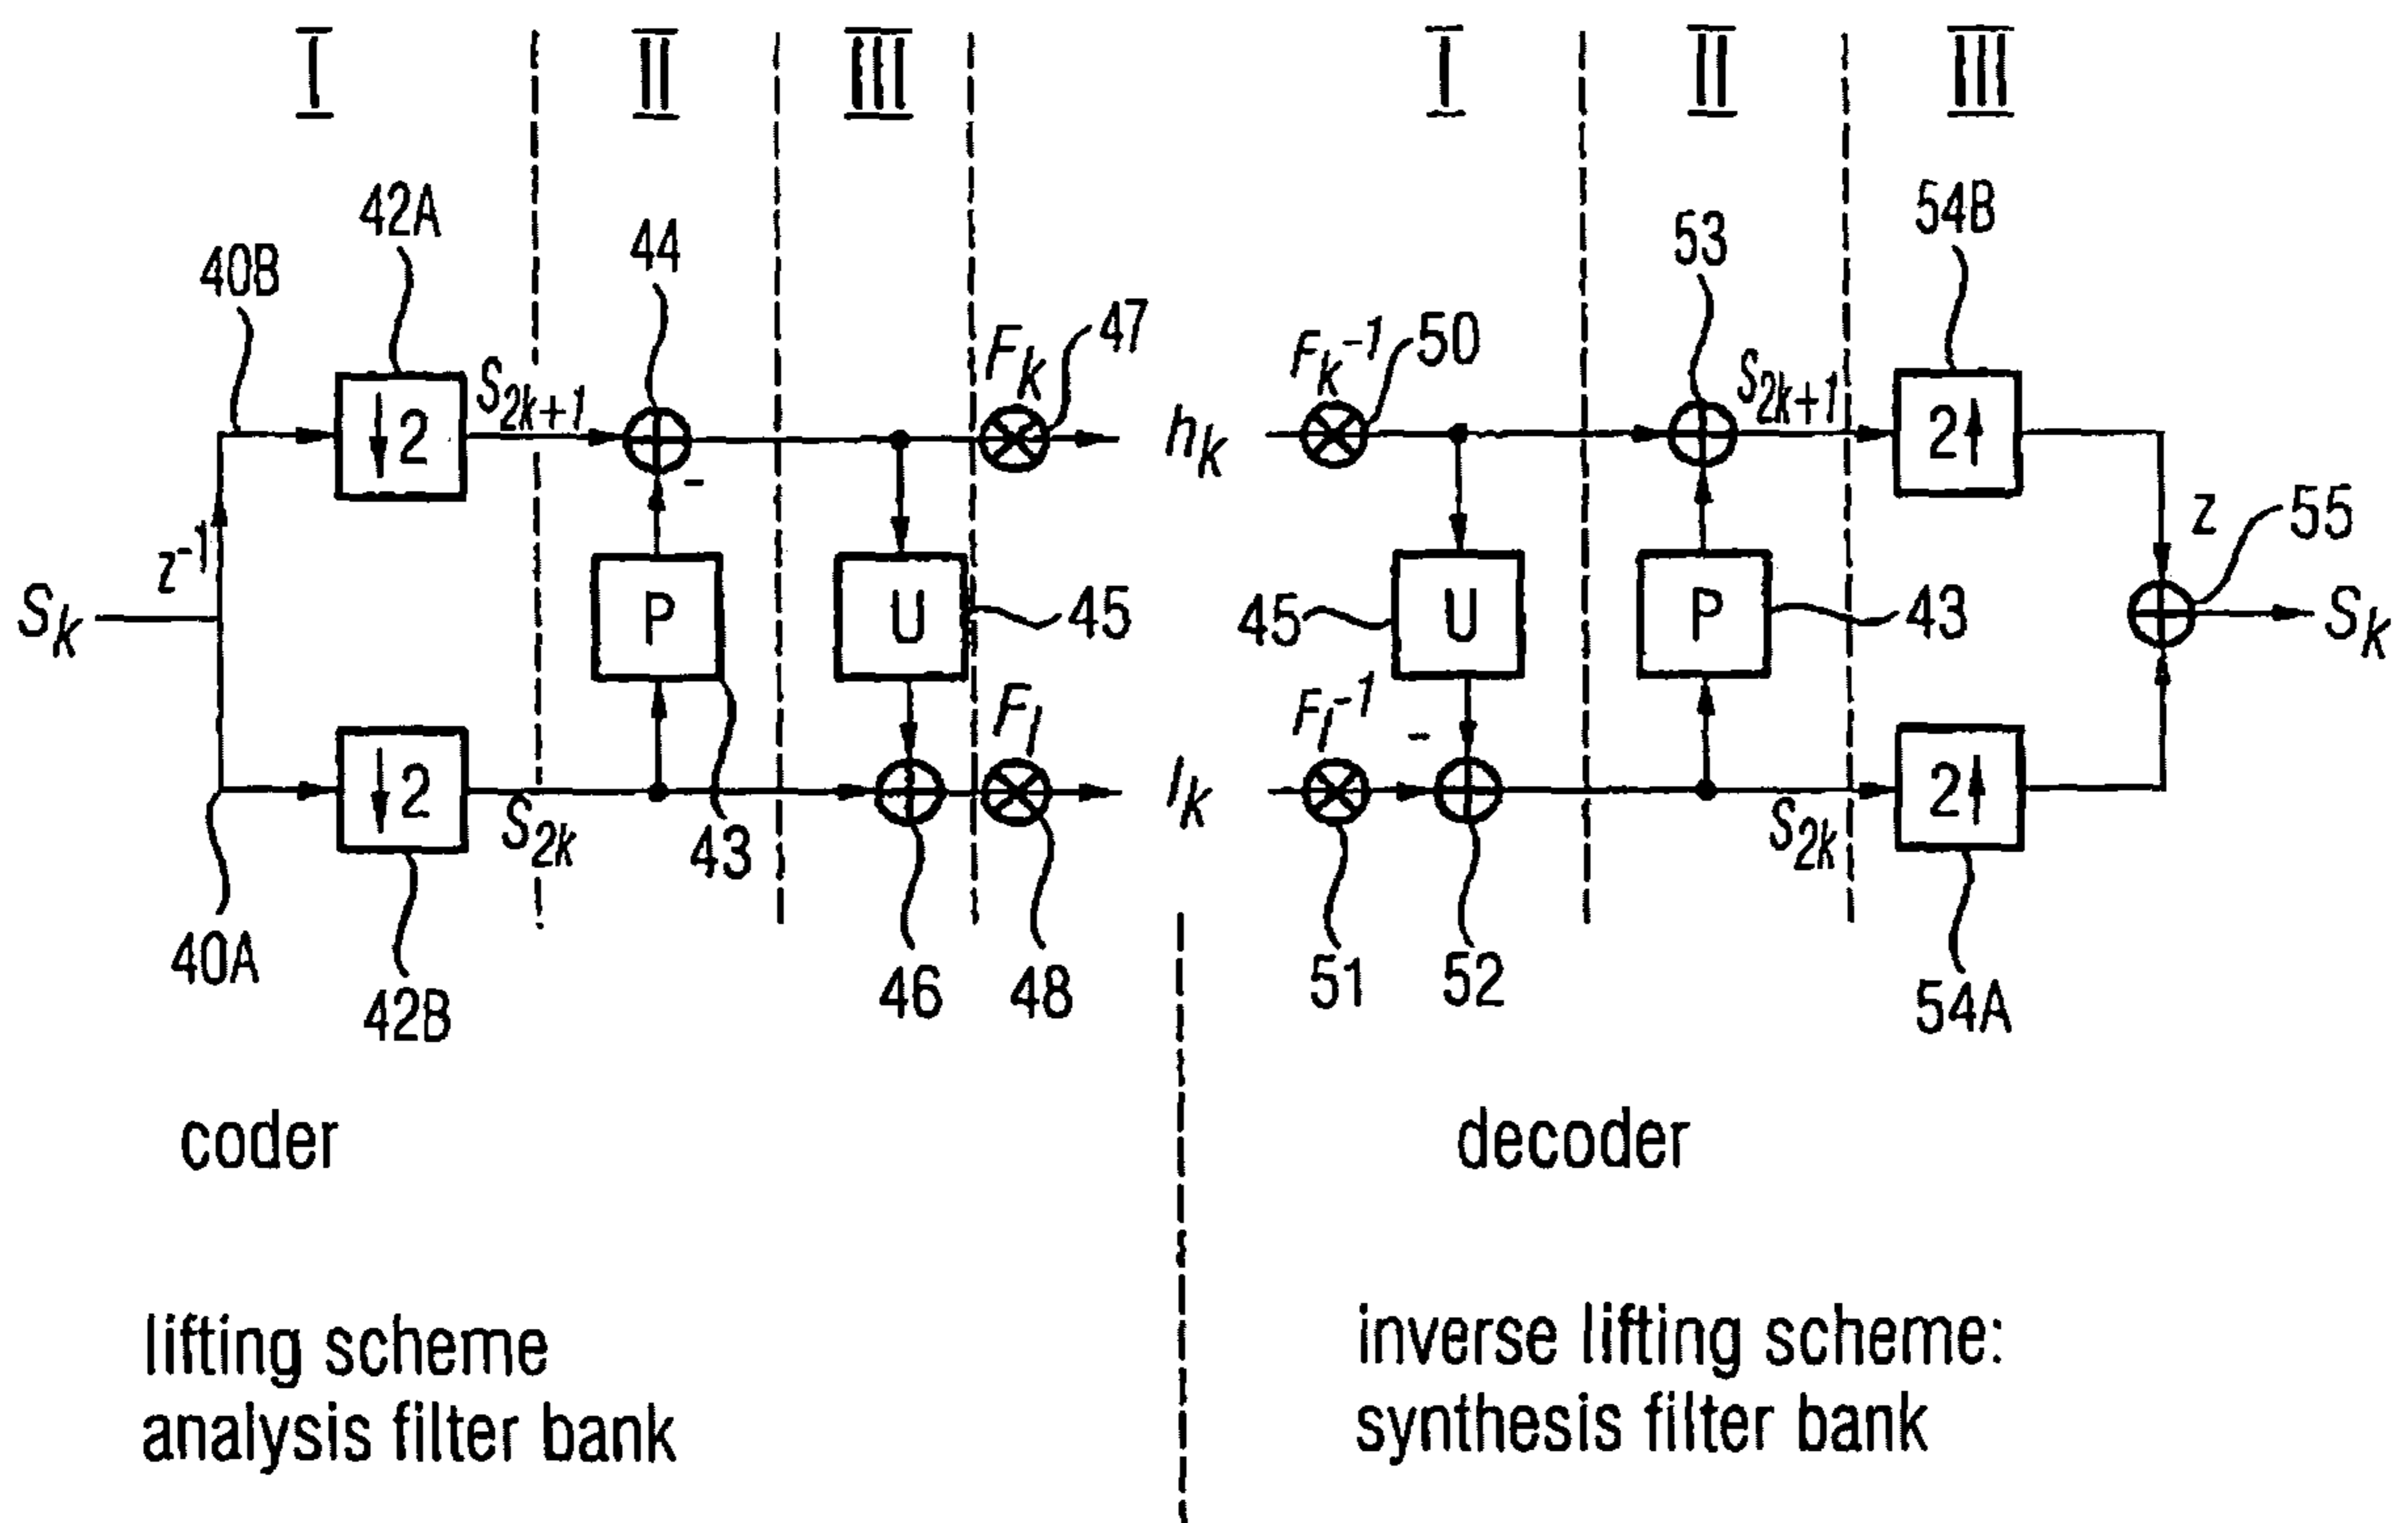 I II III I II III
42A 54B
40B 44 53
47 50
F_k F_k^-1
S_2k+1 S_2k+1
↓2 2↑
h_k
-
z^-1 z 55
S_k P U 45 45 U P 43 S_k
F_l F_l^-1
-
↓2 l_k 2↑
S_2k S_2k
43
40A 46 48 51 52
42B 54A
coder decoder
lifting scheme inverse lifting scheme:
analysis filter bank synthesis filter bank